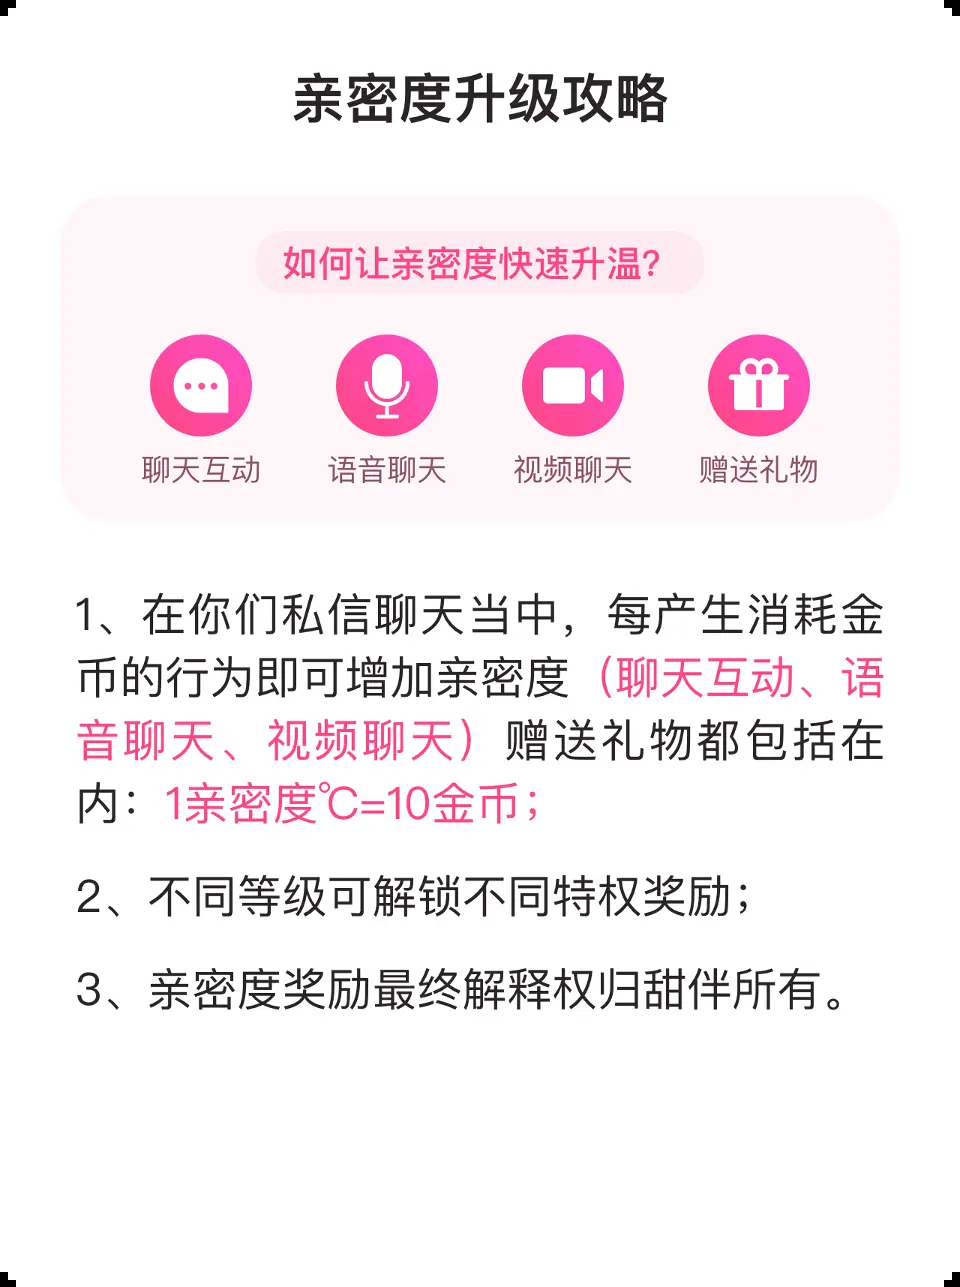 亲密度升级攻略
如何让亲密度快速升温?
聊天互动 语音聊天 视频聊天 赠送礼物
1、在你们私信聊天当中，每产生消耗金
币的行为即可增加亲密度（聊天互动、语
音聊天、视频聊天）赠送礼物都包括在
内：1亲密度℃=10金币；
2、不同等级可解锁不同特权奖励；
3、亲密度奖励最终解释权归甜伴所有。